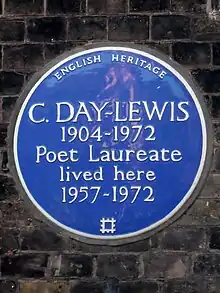 ENGLISH HERITAGE
C. DAY-LEWIS
1904-1972
Poet Laureate
lived here
1957-1972